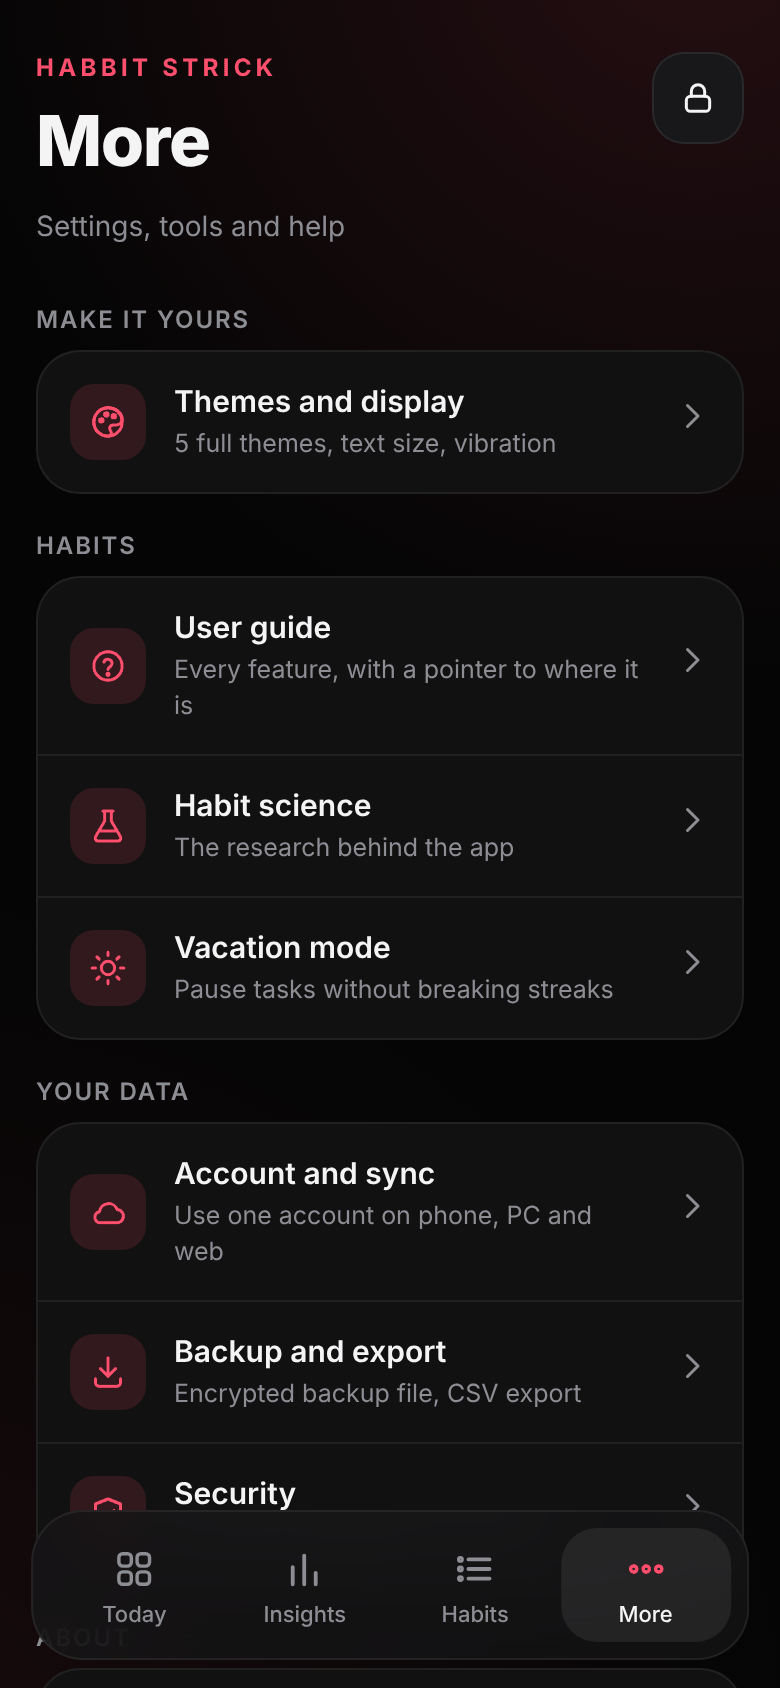 HABBIT STRICK
More
Settings, tools and help
MAKE IT YOURS
Themes and display
5 full themes, text size, vibration
HABITS
User guide
Every feature, with a pointer to where it
is
Habit science
The research behind the app
Vacation mode
Pause tasks without breaking streaks
YOUR DATA
Account and sync
Use one account on phone, PC and
web
Backup and export
Encrypted backup file, CSV export
Security
Today
Insights
Habits
More
ABOUT